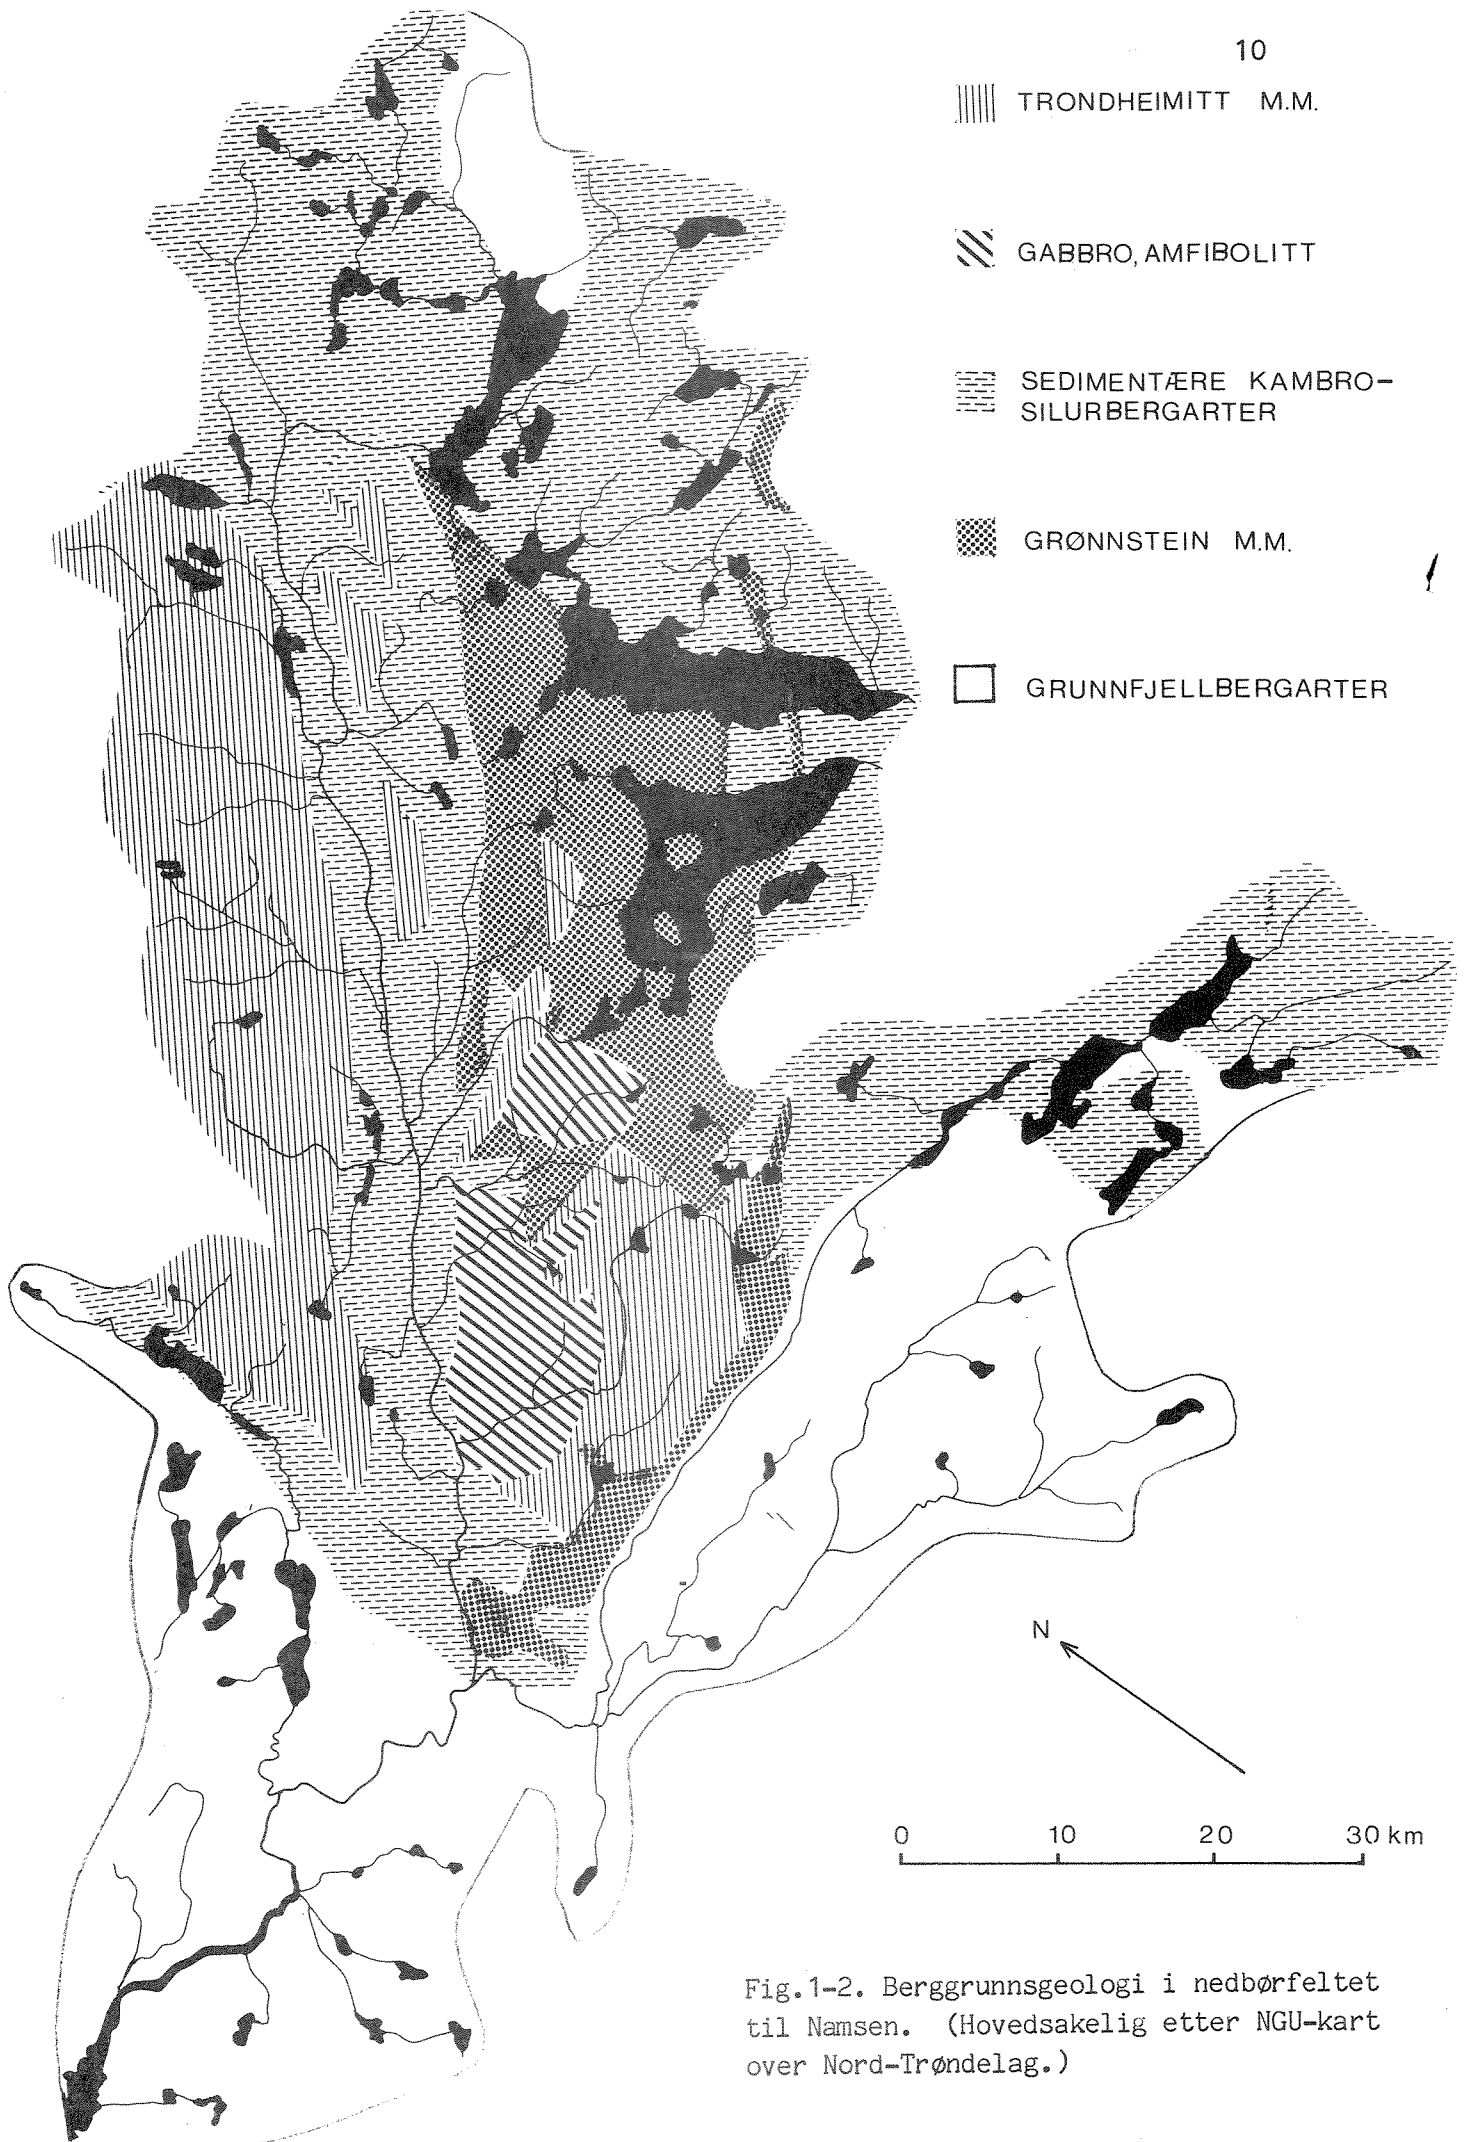 10
TRONDHEIMITT M.M.
GABBRO, AMFIBOLITT
SEDIMENTÆRE KAMBRO-
SILURBERGARTER
GRØNNSTEIN M.M.
GRUNNFJELLBERGARTER
N
0 10 20 30 km
Fig.1-2. Berggrunnsgeologi i nedbørfeltet
til Namsen. (Hovedsakelig etter NGU-kart
over Nord-Trøndelag.)